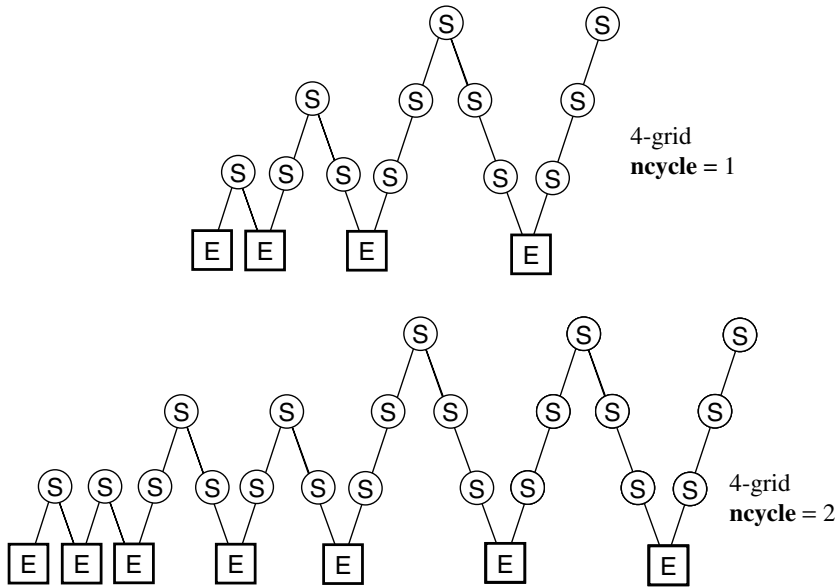 S S
S S S S
4-grid
ncycle = 1
S S S S S S
E E E E
S S S
S S S S S S S
S S S S S S S S S S S
4-grid
ncycle = 2
E E E E E E E